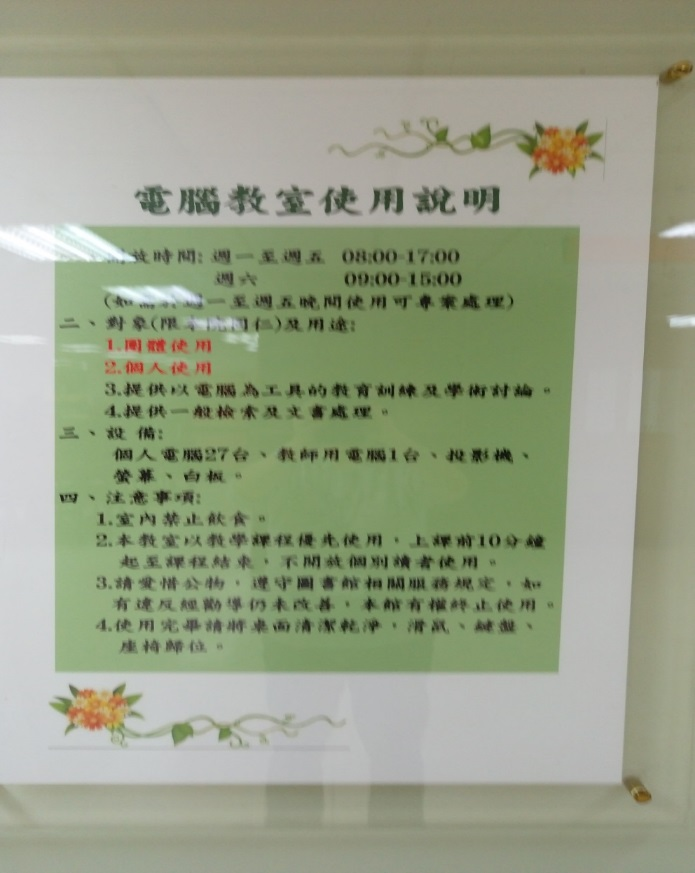 電腦教室使用說明
開放時間: 週一至週五 08:00-17:00
週六 09:00-15:00
(如需於週一至週五晚間使用可專案處理)
二、對象(限本院同仁)及用途:
1.團體使用
2.個人使用
3.提供以電腦為工具的教育訓練及學術討論。
4.提供一般檢索及文書處理。
三、設備:
個人電腦27台、教師用電腦1台、投影機、
螢幕、白板。
四、注意事項:
1.室內禁止飲食。
2.本教室以教學課程優先使用，上課前10分鐘
起至課程結束，不開放個別讀者使用。
3.請愛惜公物，遵守圖書館相關服務規定，如
有違反經勸導仍未改善，本館有權終止使用。
4.使用完畢請將桌面清潔乾淨，滑鼠、鍵盤、
座椅歸位。